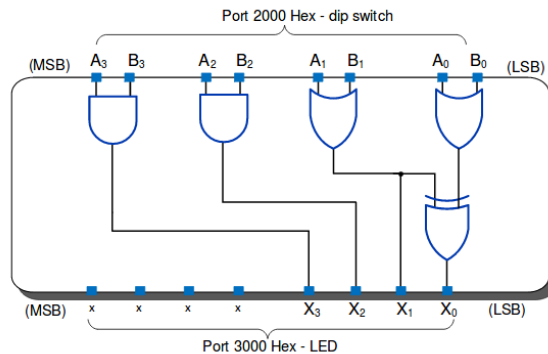 Port 2000 Hex - dip switch
(MSB) A3 B3 A2 B2 A1 B1 A0 B0 (LSB)
(MSB) x x x x X3 X2 X1 X0 (LSB)
Port 3000 Hex - LED